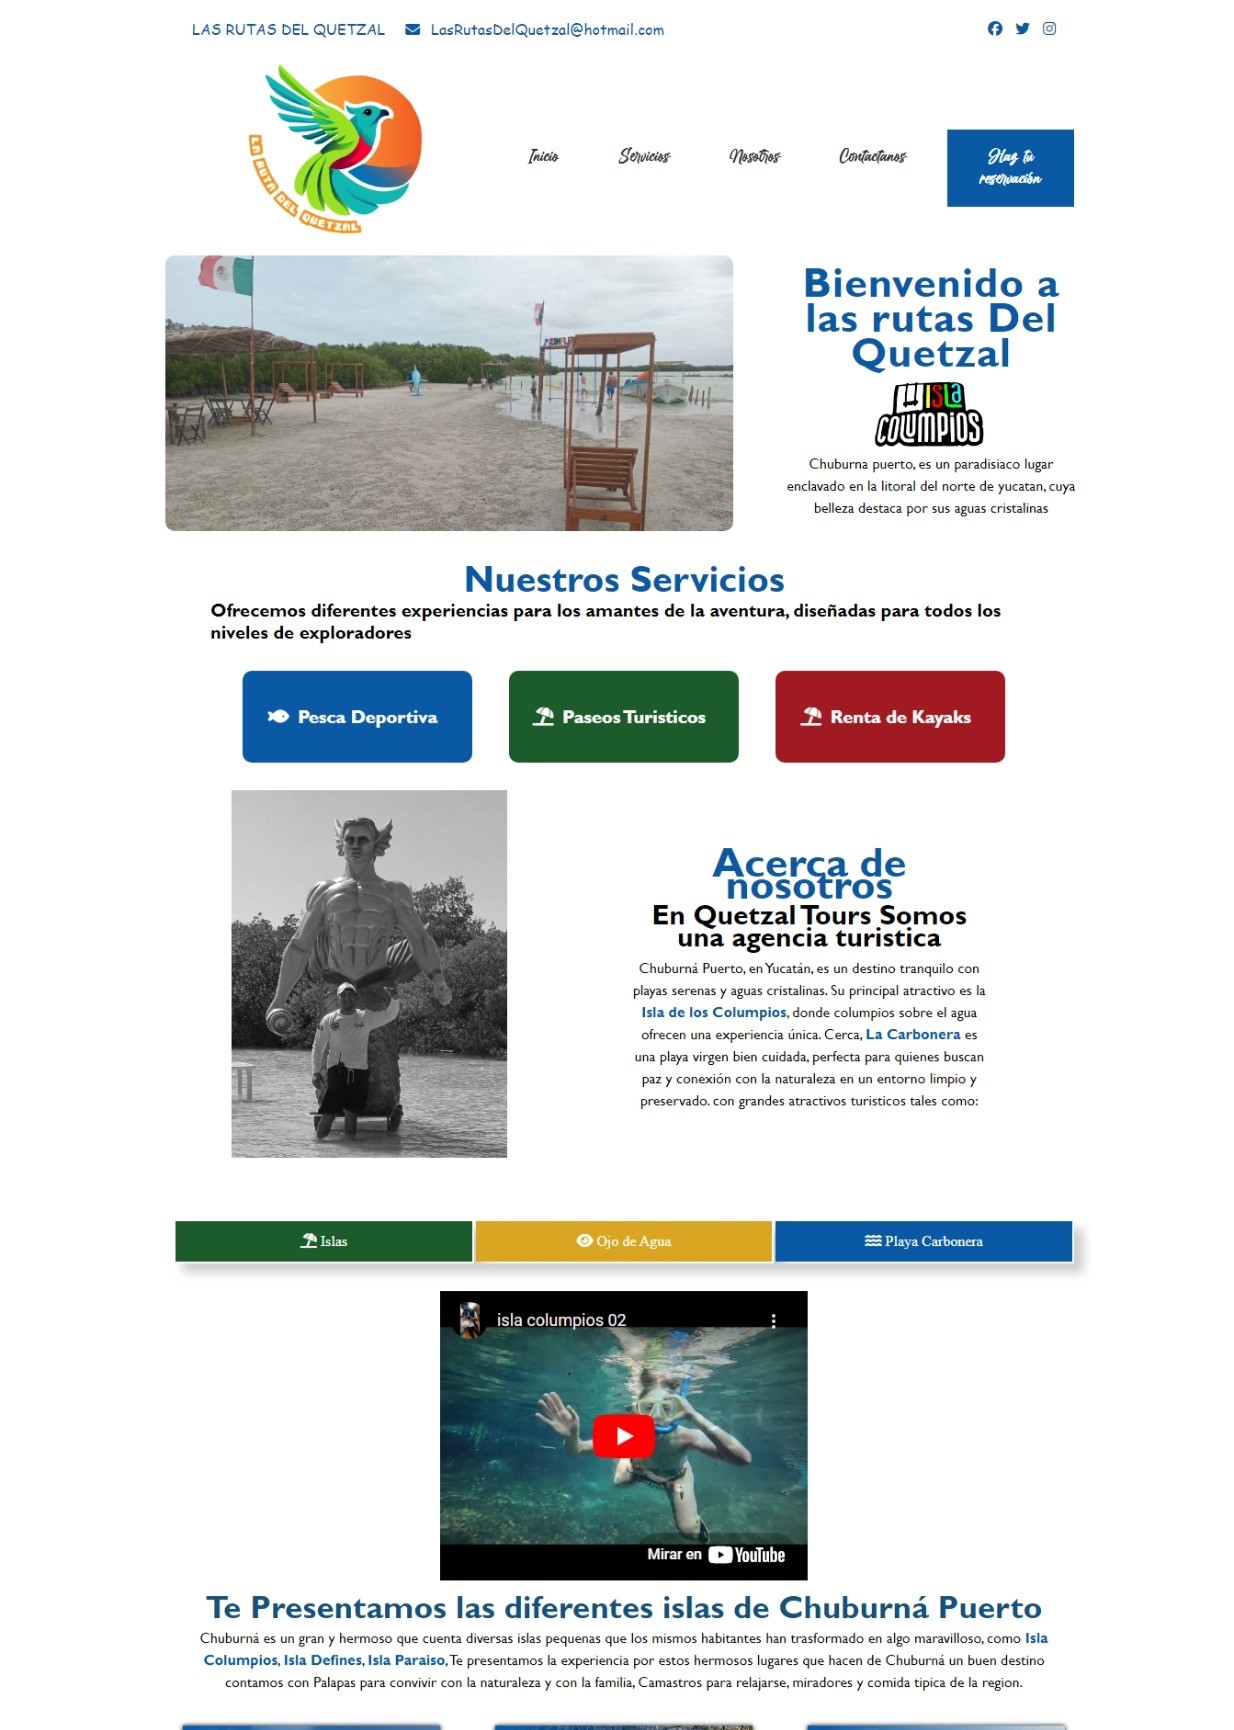 LAS RUTAS DEL QUETZAL LasRutasDelQuetzal@hotmail.com
LA RUTA DEL QUETZAL
Inicio Servicios Nosotros Contactanos Haz tu
reservación
Bienvenido a
las rutas Del
Quetzal
ISLA
COLUMPIOS
Chuburna puerto, es un paradisiaco lugar
enclavado en la litoral del norte de yucatan, cuya
belleza destaca por sus aguas cristalinas
Nuestros Servicios
Ofrecemos diferentes experiencias para los amantes de la aventura, diseñadas para todos los
niveles de exploradores
Pesca Deportiva Paseos Turisticos Renta de Kayaks
Acerca de
nosotros
En Quetzal Tours Somos
una agencia turistica
Chuburná Puerto, en Yucatán, es un destino tranquilo con
playas serenas y aguas cristalinas. Su principal atractivo es la
Isla de los Columpios, donde columpios sobre el agua
ofrecen una experiencia única. Cerca, La Carbonera es
una playa virgen bien cuidada, perfecta para quienes buscan
paz y conexión con la naturaleza en un entorno limpio y
preservado. con grandes atractivos turisticos tales como:
Islas Ojo de Agua Playa Carbonera
isla columpios 02
Mirar en YouTube
Te Presentamos las diferentes islas de Chuburná Puerto
Chuburná es un gran y hermoso que cuenta diversas islas pequenas que los mismos habitantes han trasformado en algo maravilloso, como Isla
Columpios, Isla Defines, Isla Paraiso,Te presentamos la experiencia por estos hermosos lugares que hacen de Chuburná un buen destino
contamos con Palapas para convivir con la naturaleza y con la familia, Camastros para relajarse, miradores y comida tipica de la region.